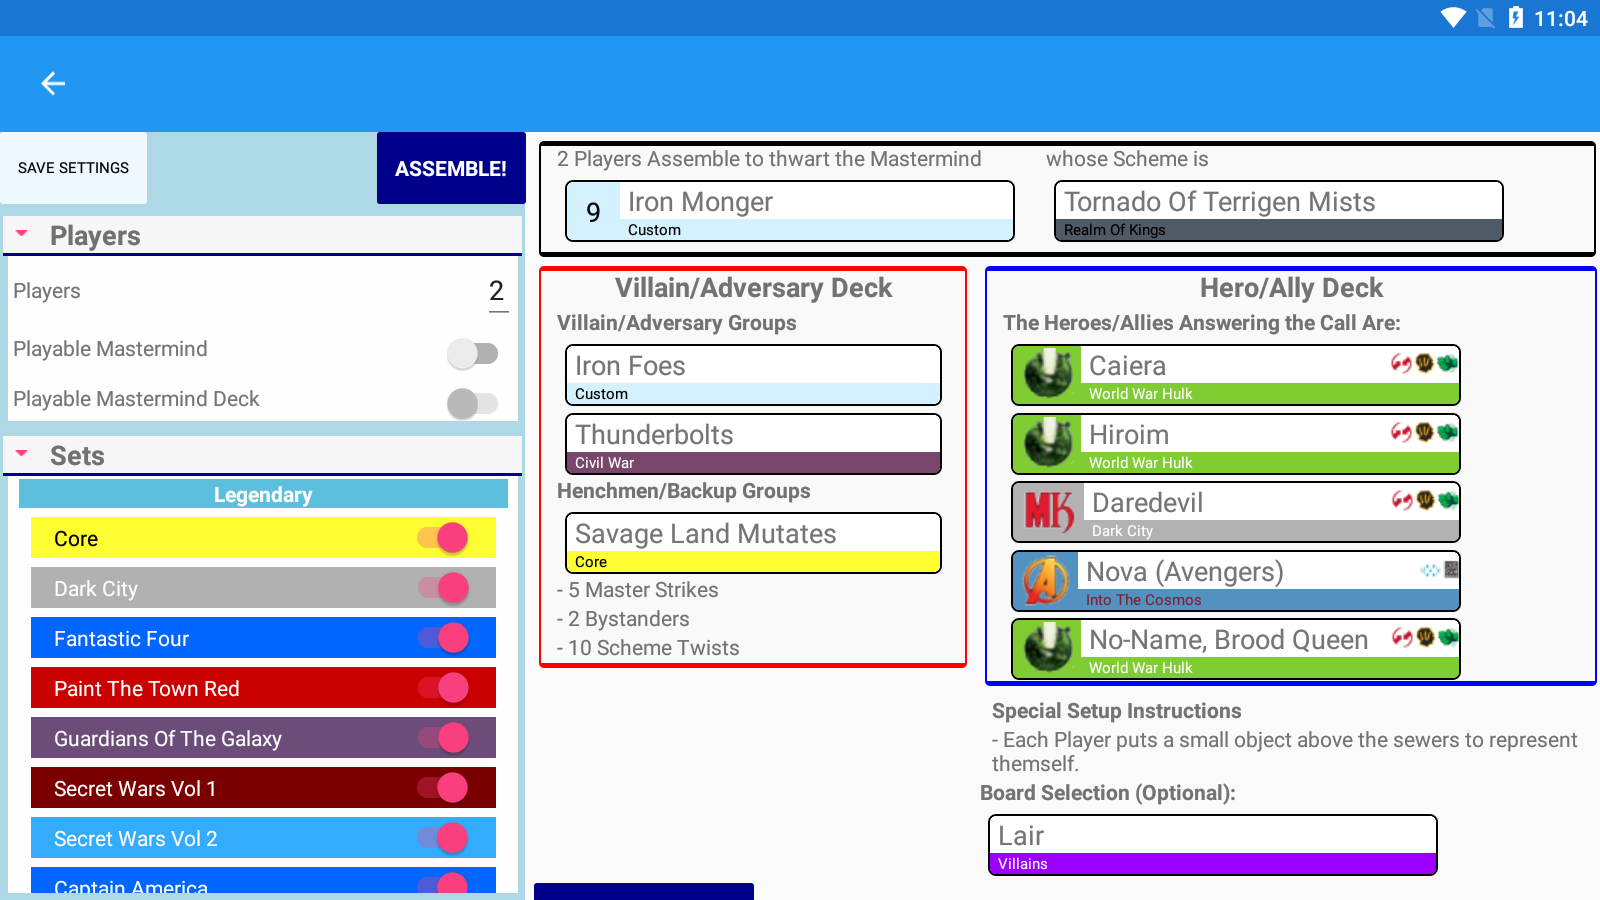 11:04
SAVE SETTINGS
ASSEMBLE!
Players
Players
2
Playable Mastermind
Playable Mastermind Deck
Sets
Legendary
Core
Dark City
Fantastic Four
Paint The Town Red
Guardians Of The Galaxy
Secret Wars Vol 1
Secret Wars Vol 2
Captain America
2 Players Assemble to thwart the Mastermind
9
Iron Monger
Custom
whose Scheme is
Tornado Of Terrigen Mists
Realm Of Kings
Villain/Adversary Deck
Villain/Adversary Groups
Iron Foes
Custom
Thunderbolts
Civil War
Henchmen/Backup Groups
Savage Land Mutates
Core
- 5 Master Strikes
- 2 Bystanders
- 10 Scheme Twists
Hero/Ally Deck
The Heroes/Allies Answering the Call Are:
Caiera
World War Hulk
Hiroim
World War Hulk
MK
Daredevil
Dark City
Nova (Avengers)
Into The Cosmos
No-Name, Brood Queen
World War Hulk
Special Setup Instructions
- Each Player puts a small object above the sewers to represent
themself.
Board Selection (Optional):
Lair
Villains